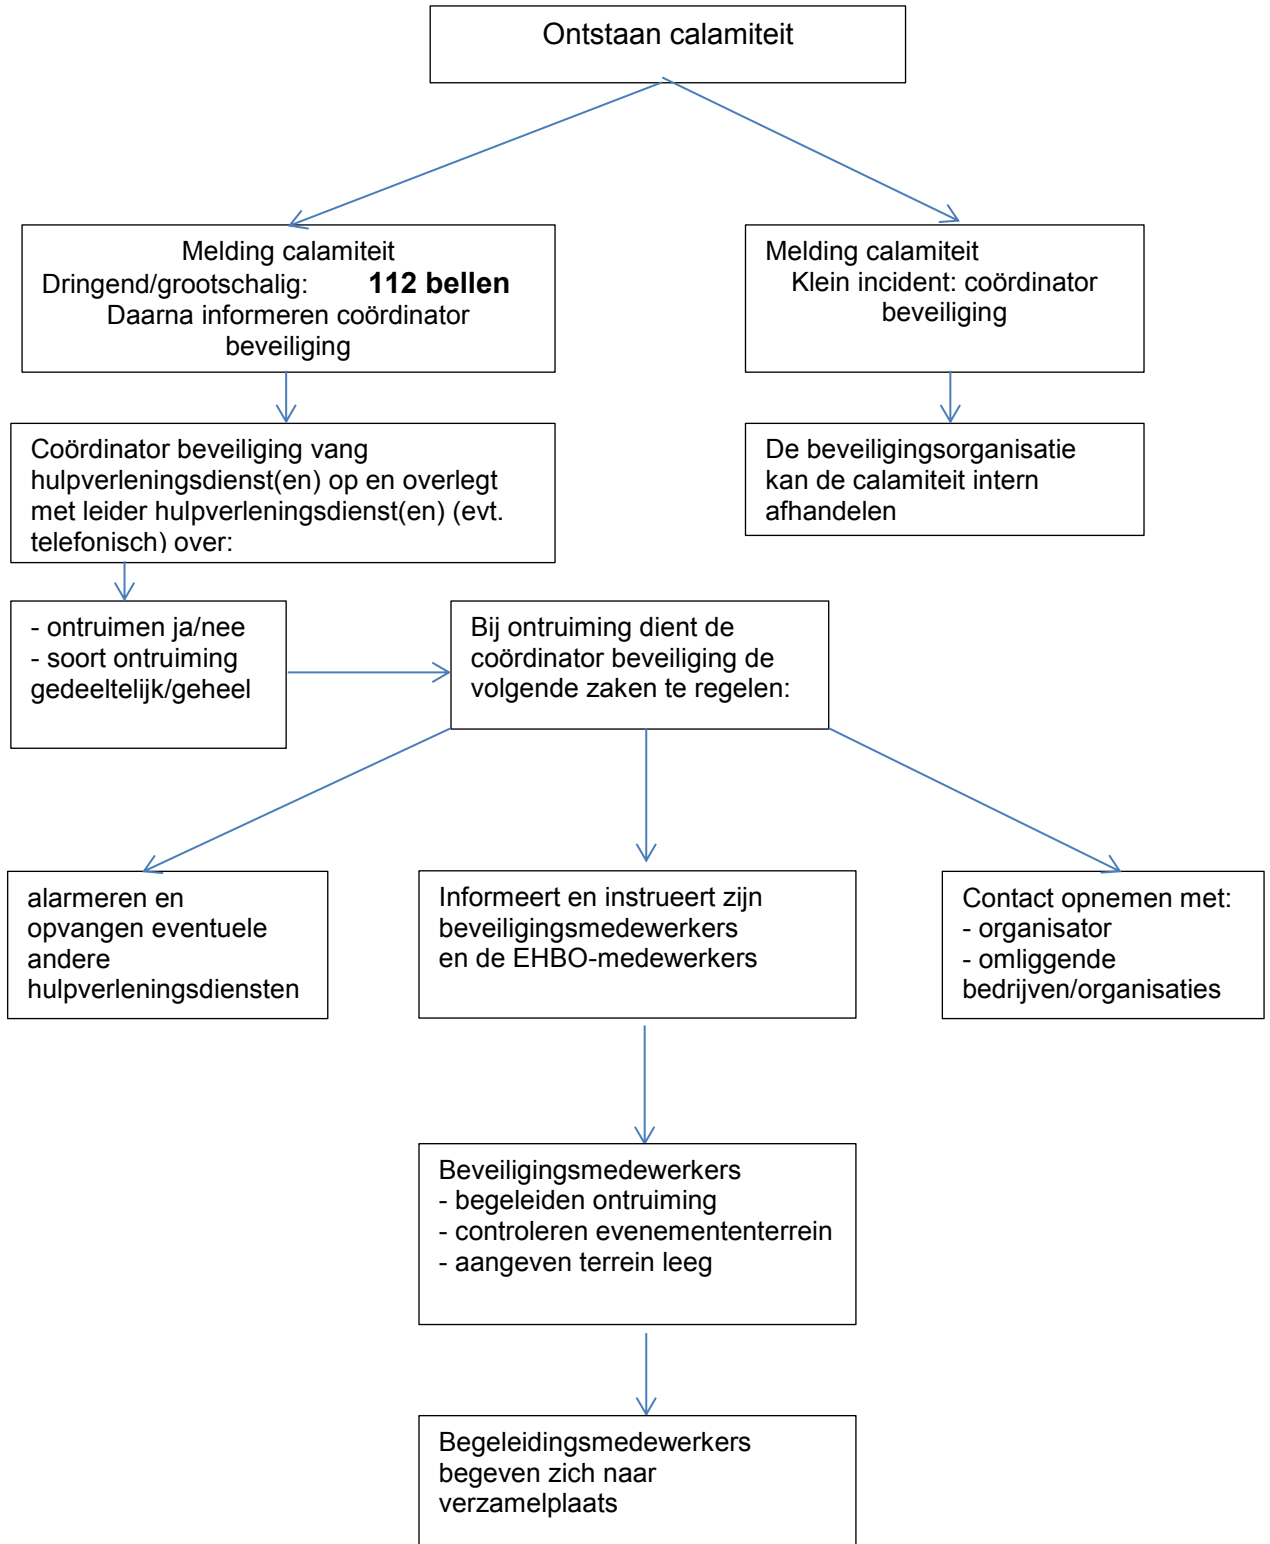 Ontstaan calamiteit
Melding calamiteit
Dringend/grootschalig: 112 bellen
Daarna informeren coördinator
beveiliging
Melding calamiteit
Klein incident: coördinator
beveiliging
Coördinator beveiliging vang
hulpverleningsdienst(en) op en overlegt
met leider hulpverleningsdienst(en) (evt.
telefonisch) over:
De beveiligingsorganisatie
kan de calamiteit intern
afhandelen
- ontruimen ja/nee
- soort ontruiming
gedeeltelijk/geheel
Bij ontruiming dient de
coördinator beveiliging de
volgende zaken te regelen:
alarmeren en
opvangen eventuele
andere
hulpverleningsdiensten
Informeert en instrueert zijn
beveiligingsmedewerkers
en de EHBO-medewerkers
Contact opnemen met:
- organisator
- omliggende
bedrijven/organisaties
Beveiligingsmedewerkers
- begeleiden ontruiming
- controleren evenemententerrein
- aangeven terrein leeg
Begeleidingsmedewerkers
begeven zich naar
verzamelplaats